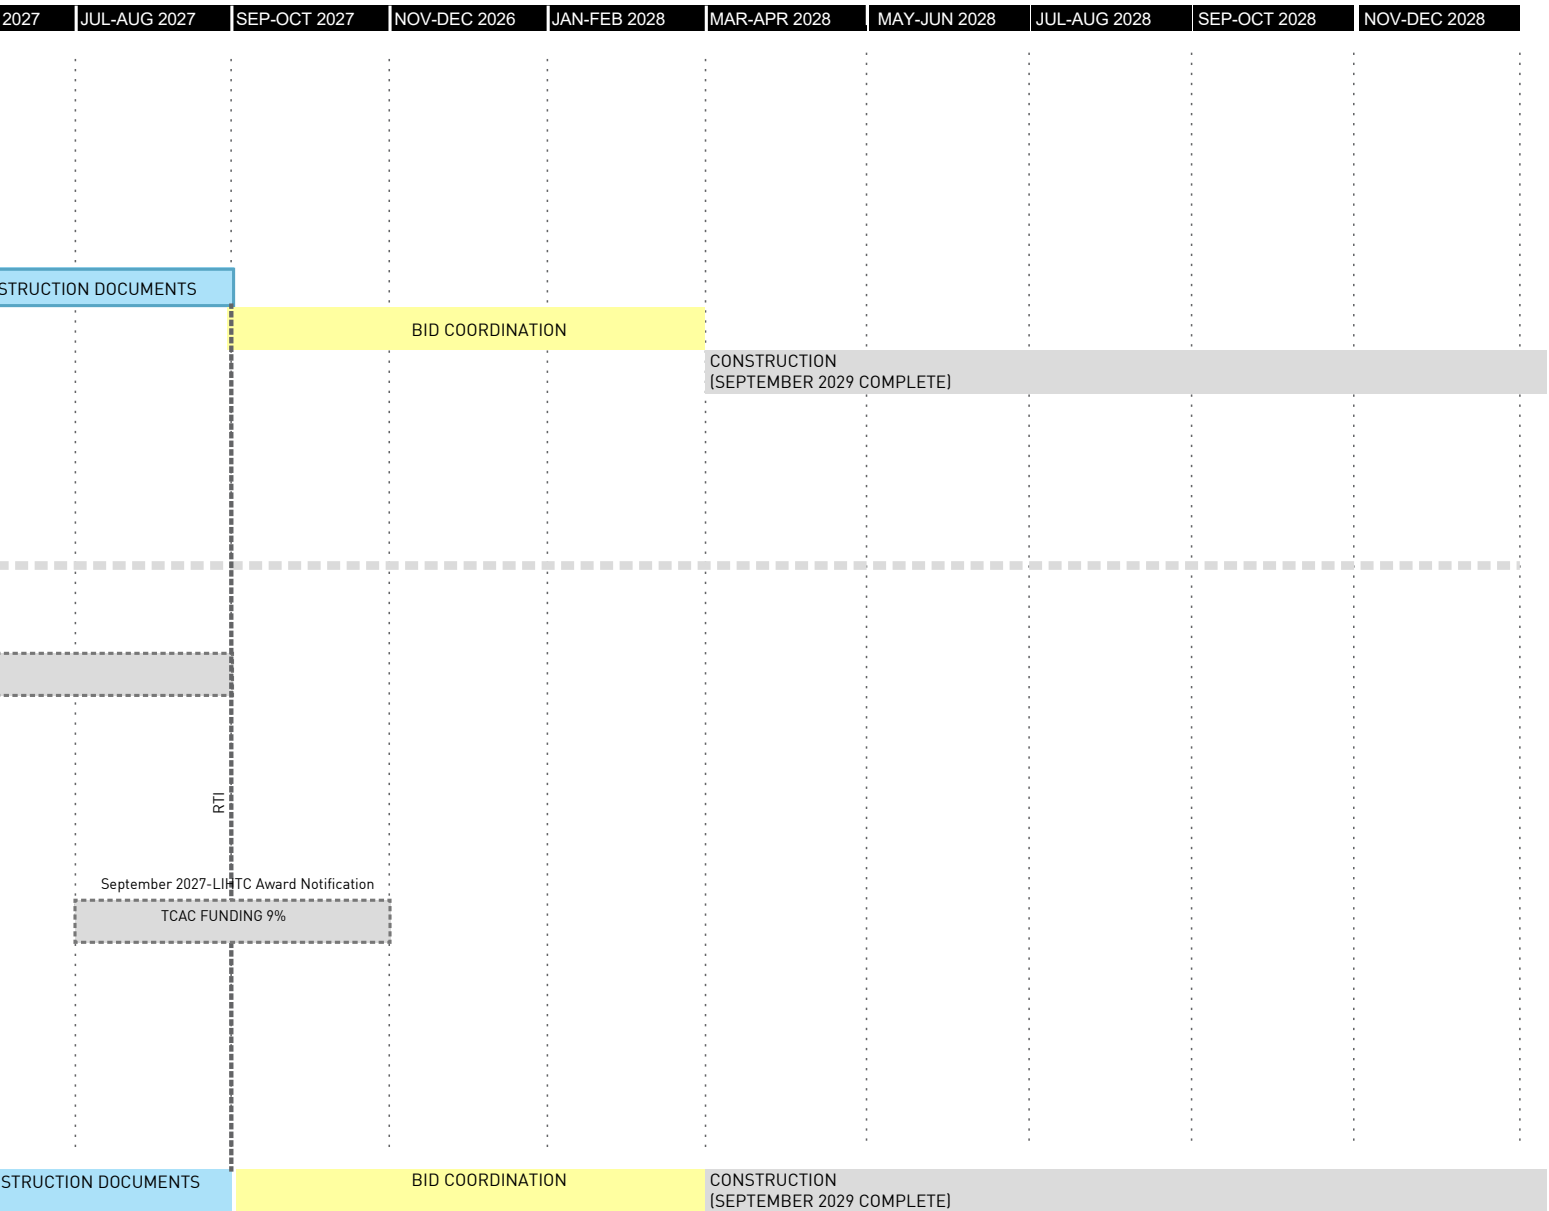 2027 JUL-AUG 2027 SEP-OCT 2027 NOV-DEC 2026 JAN-FEB 2028 MAR-APR 2028 MAY-JUN 2028 JUL-AUG 2028 SEP-OCT 2028 NOV-DEC 2028
STRUCTION DOCUMENTS
BID COORDINATION
CONSTRUCTION
(SEPTEMBER 2029 COMPLETE)
RTI
September 2027-LIHTC Award Notification
TCAC FUNDING 9%
STRUCTION DOCUMENTS
BID COORDINATION
CONSTRUCTION
(SEPTEMBER 2029 COMPLETE)